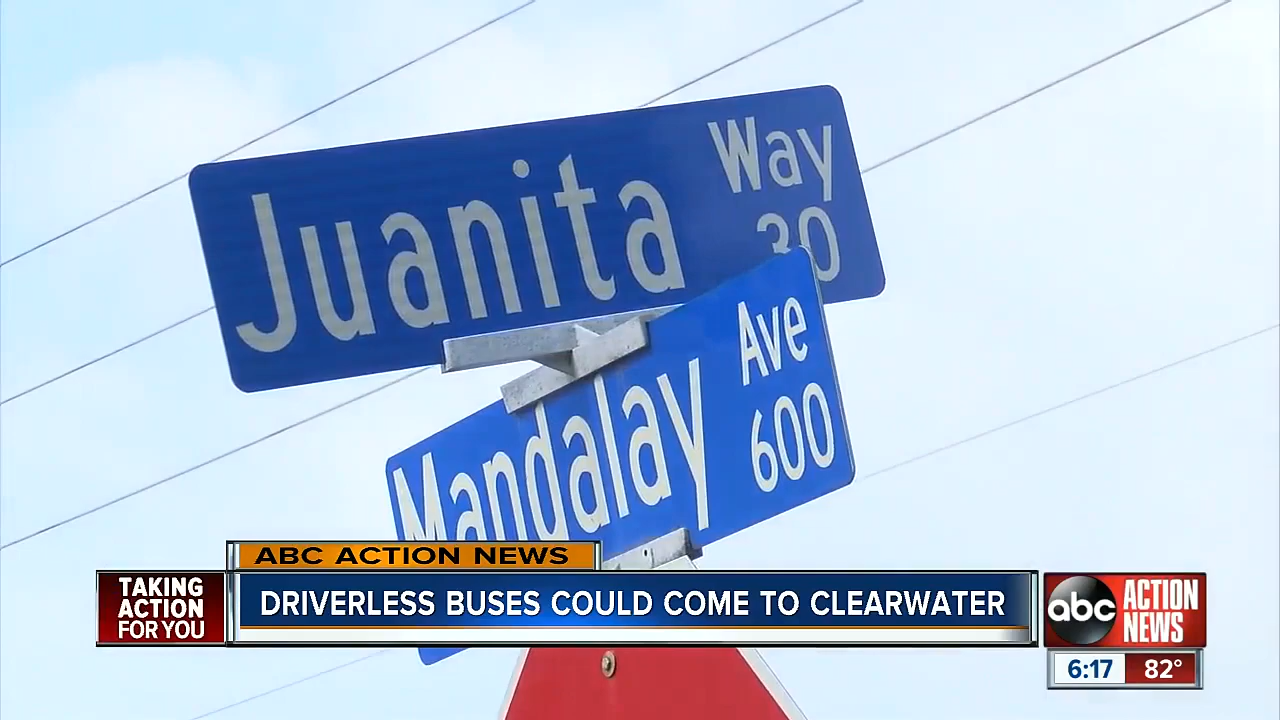 Juanita Way
30
Mandalay Ave
600
ABC ACTION NEWS
TAKING
ACTION
FOR YOU
DRIVERLESS BUSES COULD COME TO CLEARWATER
abc ACTION
NEWS
6:17 82°